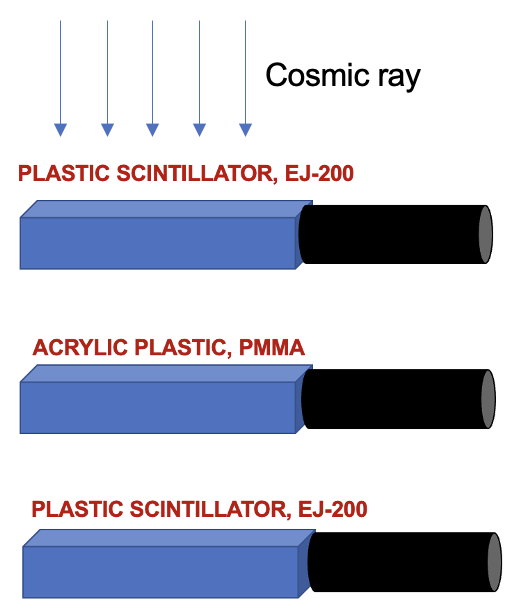 Cosmic ray
PLASTIC SCINTILLATOR, EJ-200
ACRYLIC PLASTIC, PMMA
PLASTIC SCINTILLATOR, EJ-200